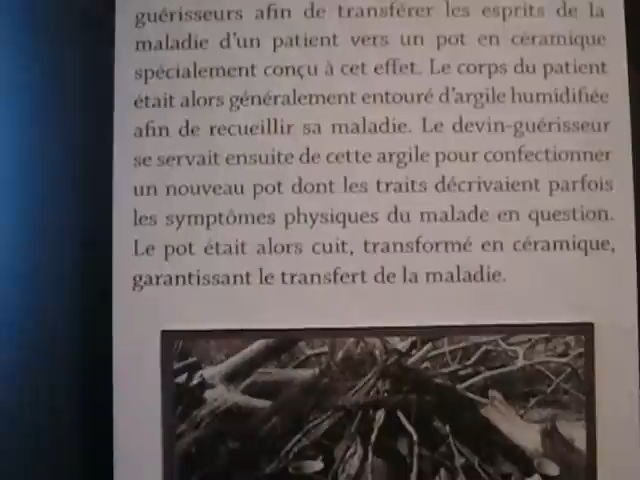 guérisseurs afin de transférer les esprits de la
maladie d'un patient vers un pot en céramique
spécialement conçu à cet effet. Le corps du patient
était alors généralement entouré d'argile humidifiée
afin de recueillir sa maladie. Le devin-guérisseur
se servait ensuite de cette argile pour confectionner
un nouveau pot dont les traits décrivaient parfois
les symptômes physiques du malade en question.
Le pot était alors cuit, transformé en céramique,
garantissant le transfert de la maladie.